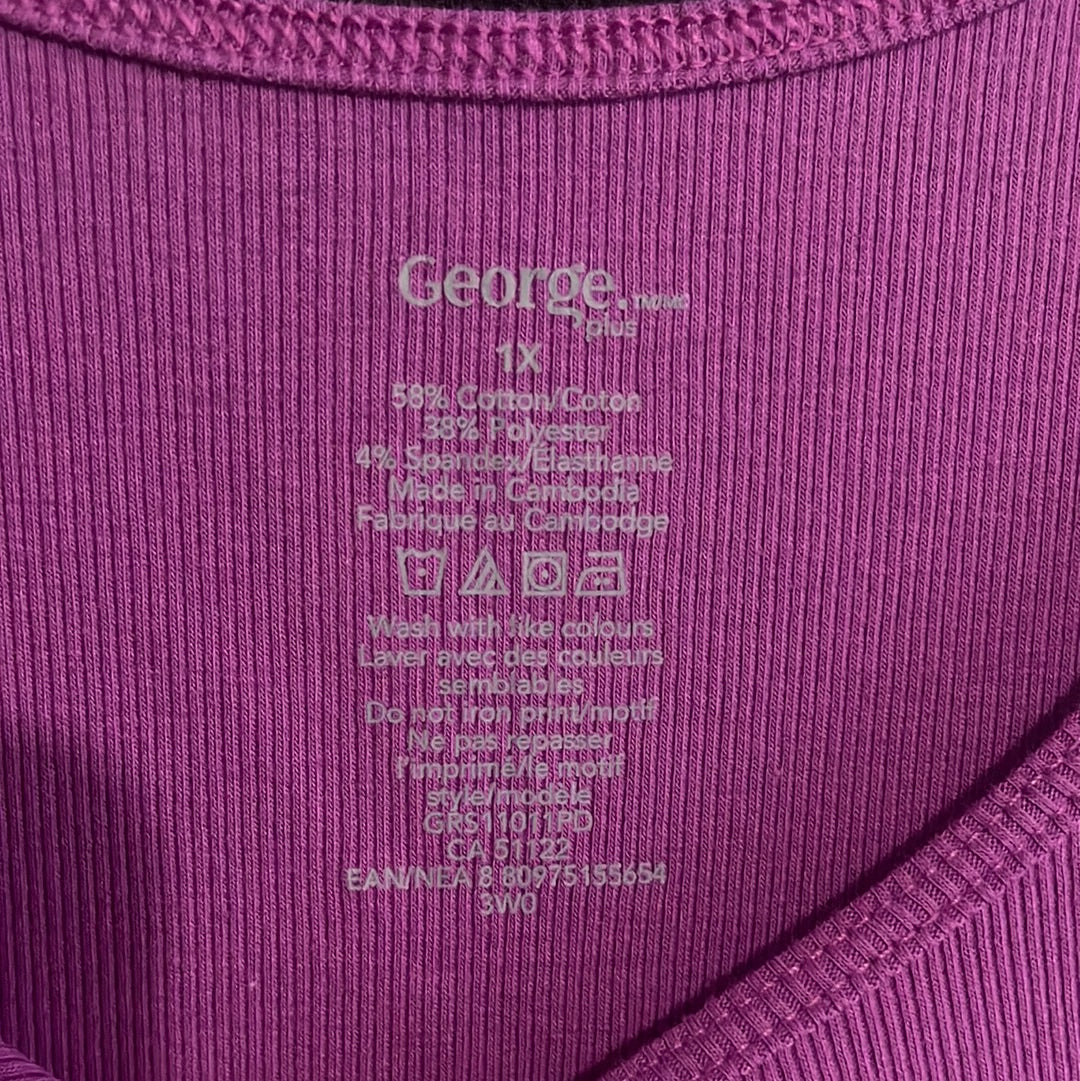 George.™/MC
plus
1X
58% Cotton/Coton
38% Polyester
4% Spandex/Élasthanne
Made in Cambodia
Fabriqué au Cambodge
Wash with like colours
Laver avec des couleurs
semblables
Do not iron print/motif
Ne pas repasser
l'imprimé/le motif
style/modèle
GRS11011PD
CA 51122
EAN/NEA 8 80975155654
3W0